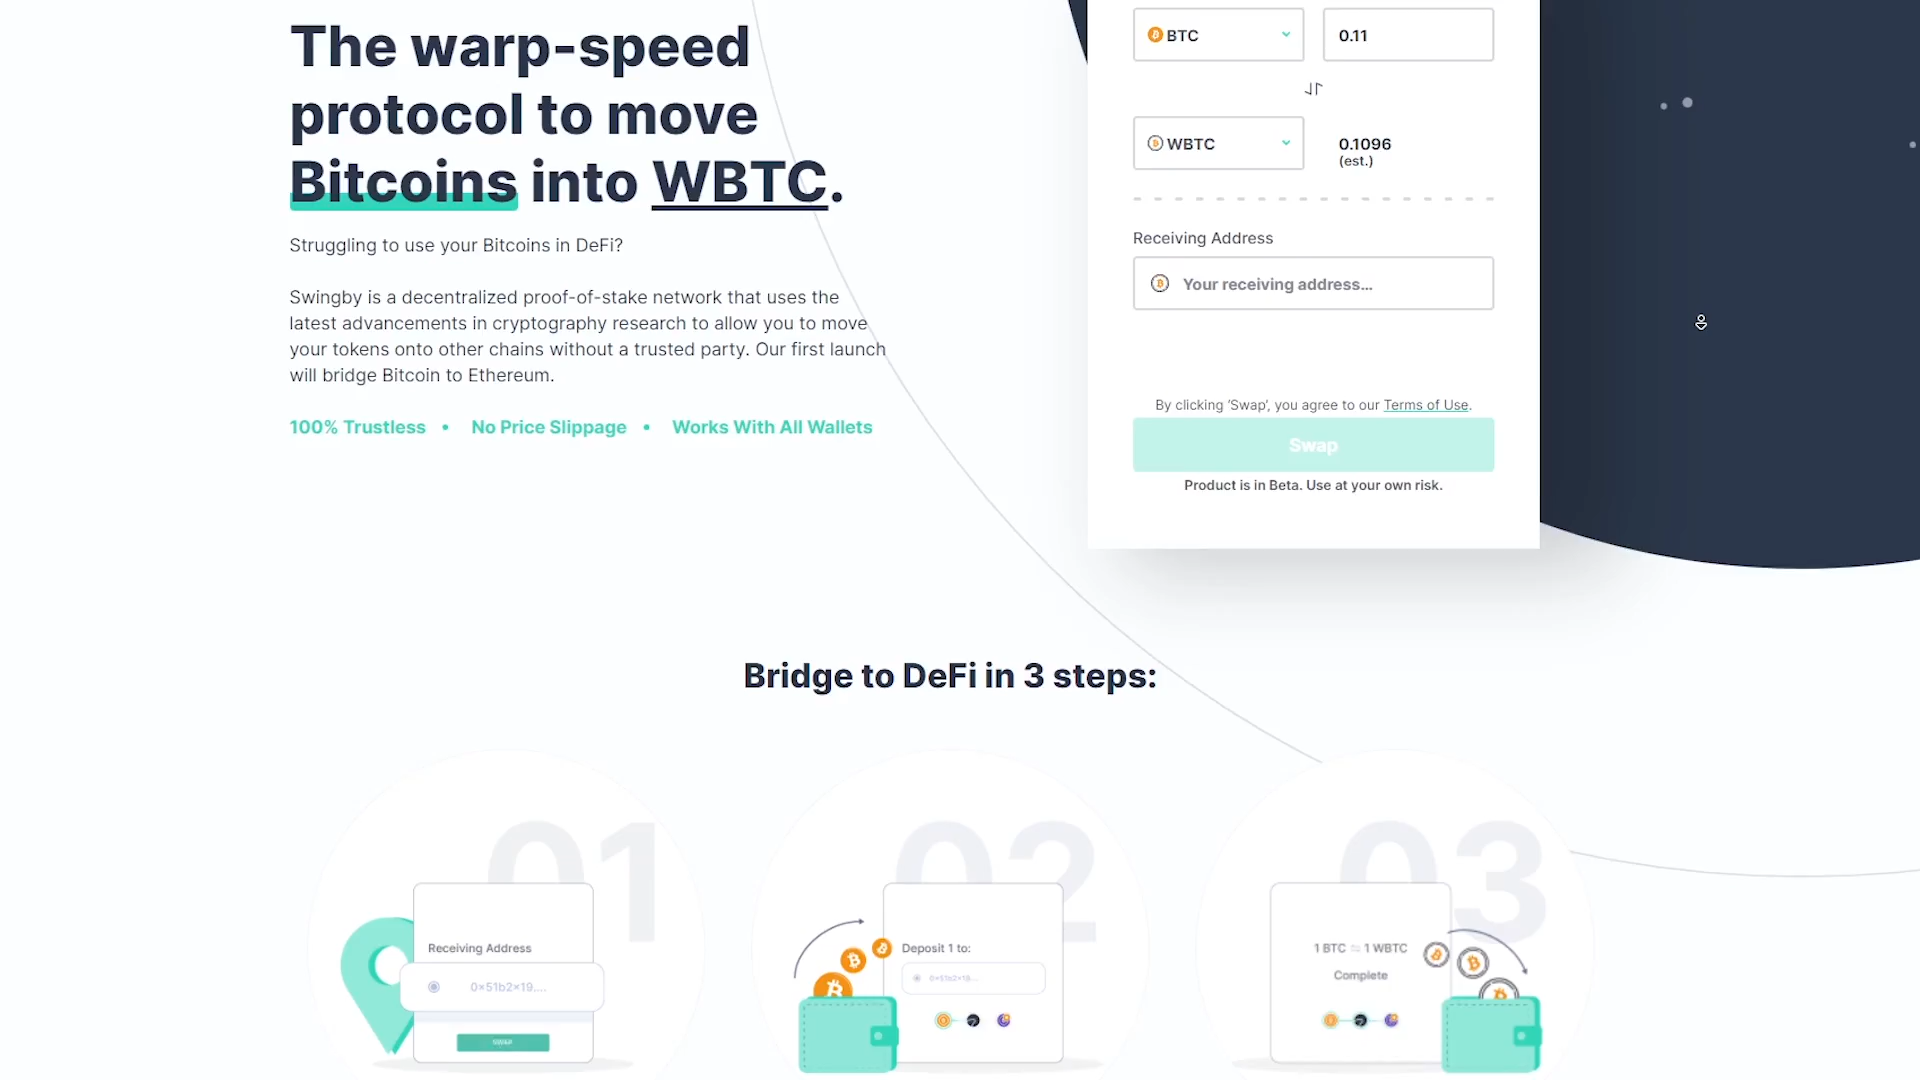 The warp-speed
protocol to move
Bitcoins into WBTC.
Struggling to use your Bitcoins in DeFi?
Swingby is a decentralized proof-of-stake network that uses the
latest advancements in cryptography research to allow you to move
your tokens onto other chains without a trusted party. Our first launch
will bridge Bitcoin to Ethereum.
100% Trustless • No Price Slippage • Works With All Wallets
BTC
0.11
WBTC
0.1096
(est.)
Receiving Address
Your receiving address...
By clicking 'Swap', you agree to our Terms of Use.
Swap
Product is in Beta. Use at your own risk.
Bridge to DeFi in 3 steps:
01
Receiving Address
0x51b2x19....
SWAP
02
Deposit 1 to:
0x51b2x19....
03
1 BTC ⇆ 1 WBTC
Complete